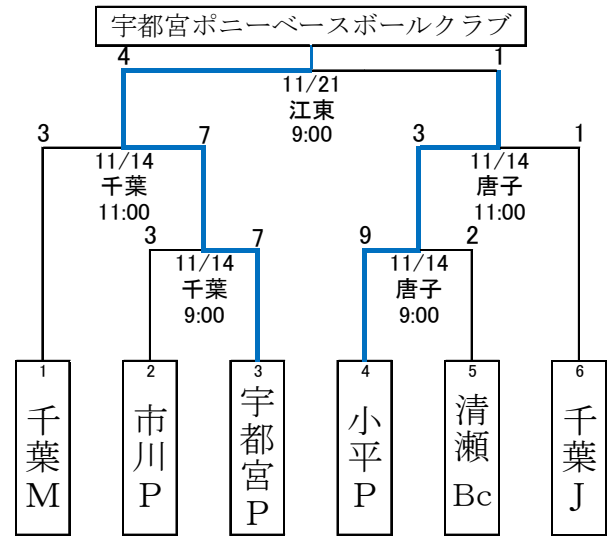 宇都宮ポニーベースボールクラブ
4 1
11/21
江東
9:00
3 7 3 1
11/14 11/14
千葉 唐子
11:00 11:00
3 7 9 2
11/14 11/14
千葉 唐子
9:00 9:00
1 2 3 4 5 6
千葉M
市川P
宇都宮P
小平P
清瀬Bc
千葉J